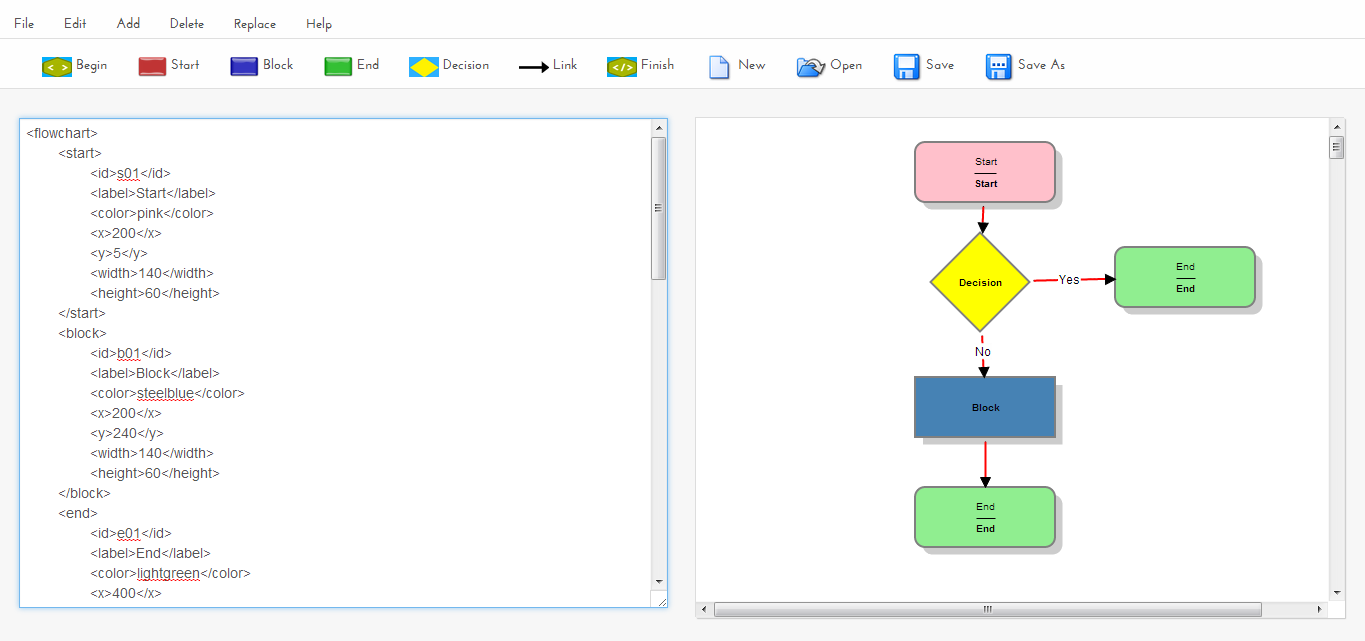 File Edit Add Delete Replace Help
< > Begin Start Block End Decision Link </> Finish New Open Save Save As
<flowchart>
<start>
<id>s01</id>
<label>Start</label>
<color>pink</color>
<x>200</x>
<y>5</y>
<width>140</width>
<height>60</height>
</start>
<block>
<id>b01</id>
<label>Block</label>
<color>steelblue</color>
<x>200</x>
<y>240</y>
<width>140</width>
<height>60</height>
</block>
<end>
<id>e01</id>
<label>End</label>
<color>lightgreen</color>
<x>400</x>
Start
Start
Decision
Yes
End
End
No
Block
End
End